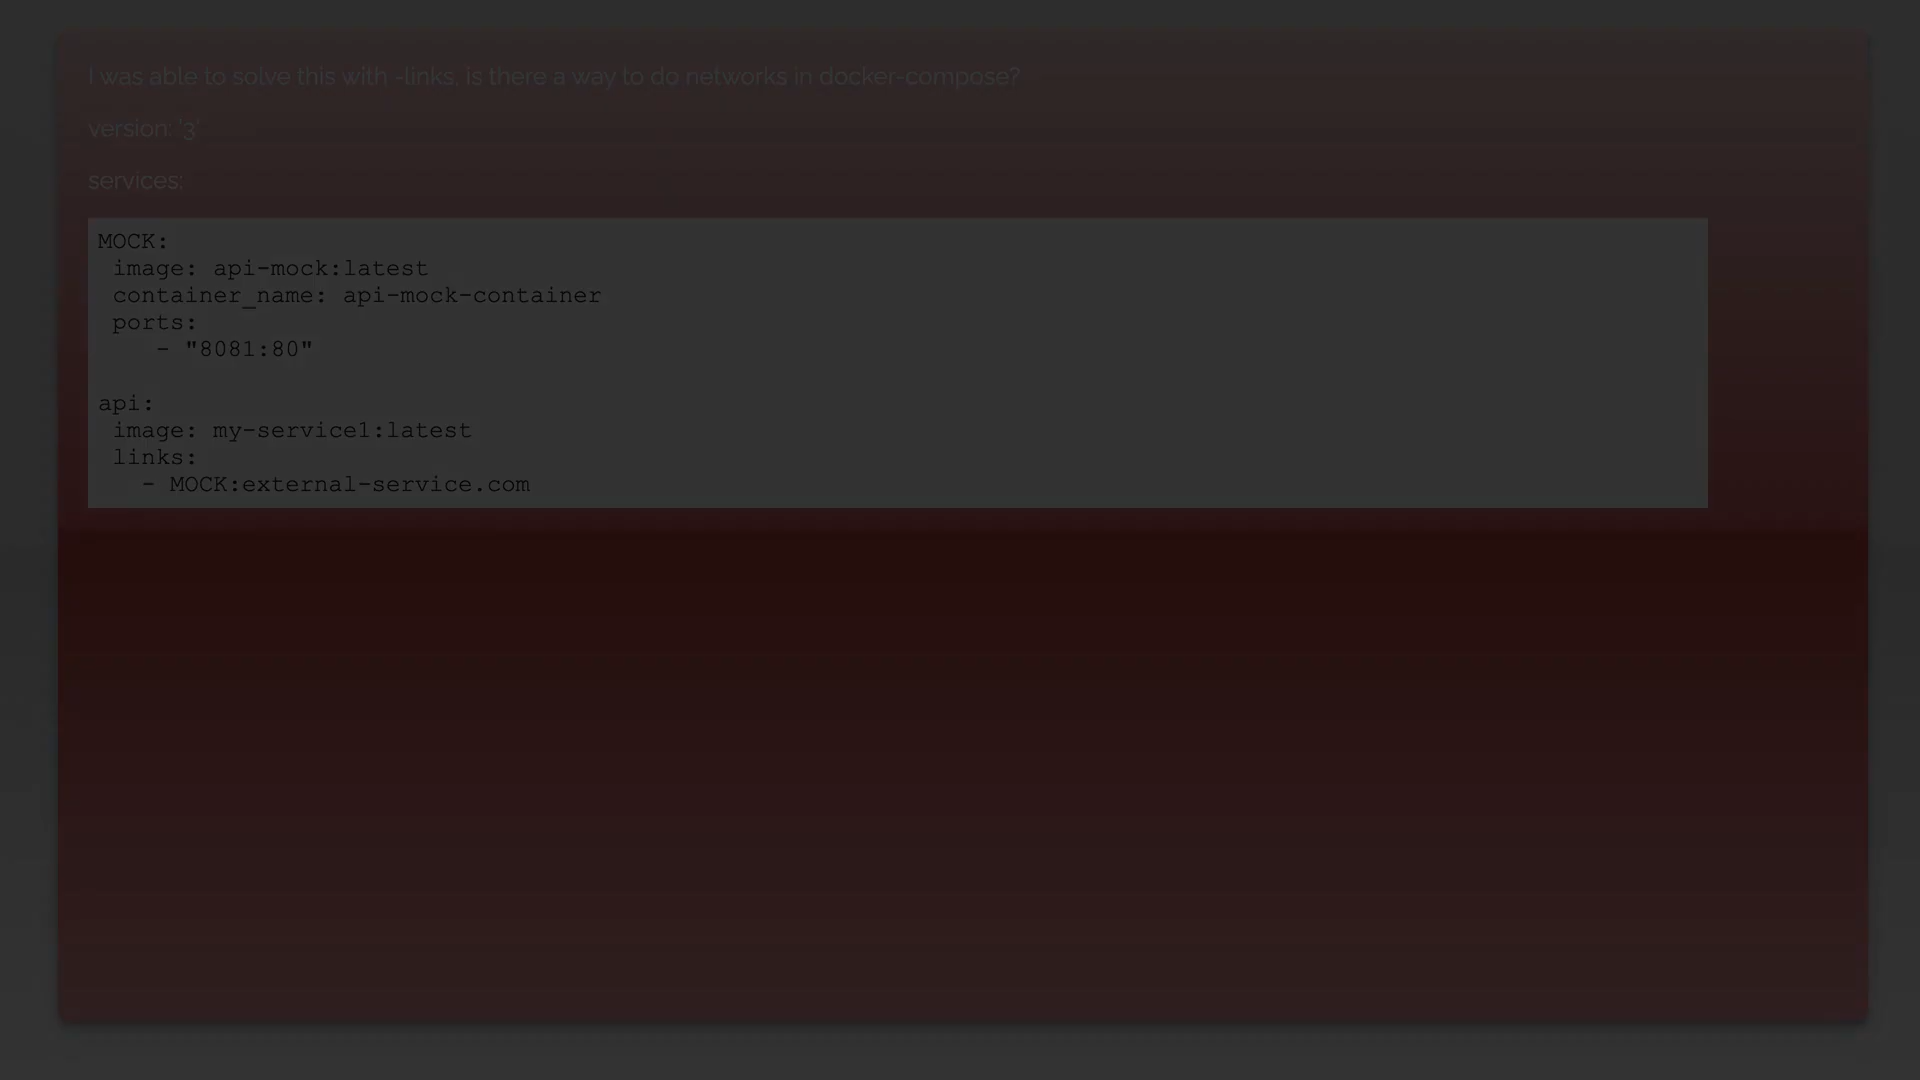 I was able to solve this with -links, is there a way to do networks in docker-compose?
version: '3'
services:
MOCK:
 image: api-mock:latest
 container_name: api-mock-container
 ports:
    - "8081:80"

api:
 image: my-service1:latest
 links:
   - MOCK:external-service.com